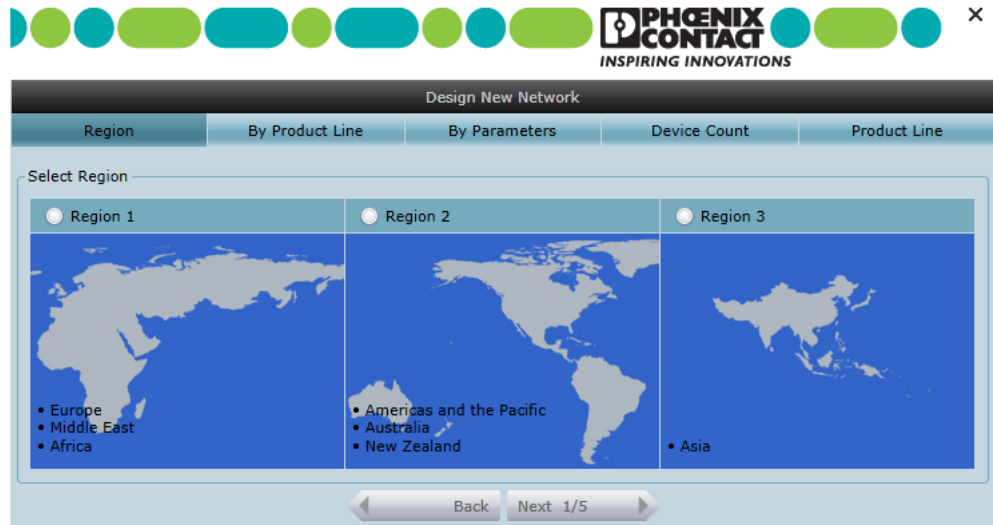 PHŒNIX
CONTACT
INSPIRING INNOVATIONS
Design New Network
Region By Product Line By Parameters Device Count Product Line
Select Region
Region 1 Region 2 Region 3
• Europe
• Middle East
• Africa
• Americas and the Pacific
• Australia
• New Zealand
• Asia
Back Next 1/5